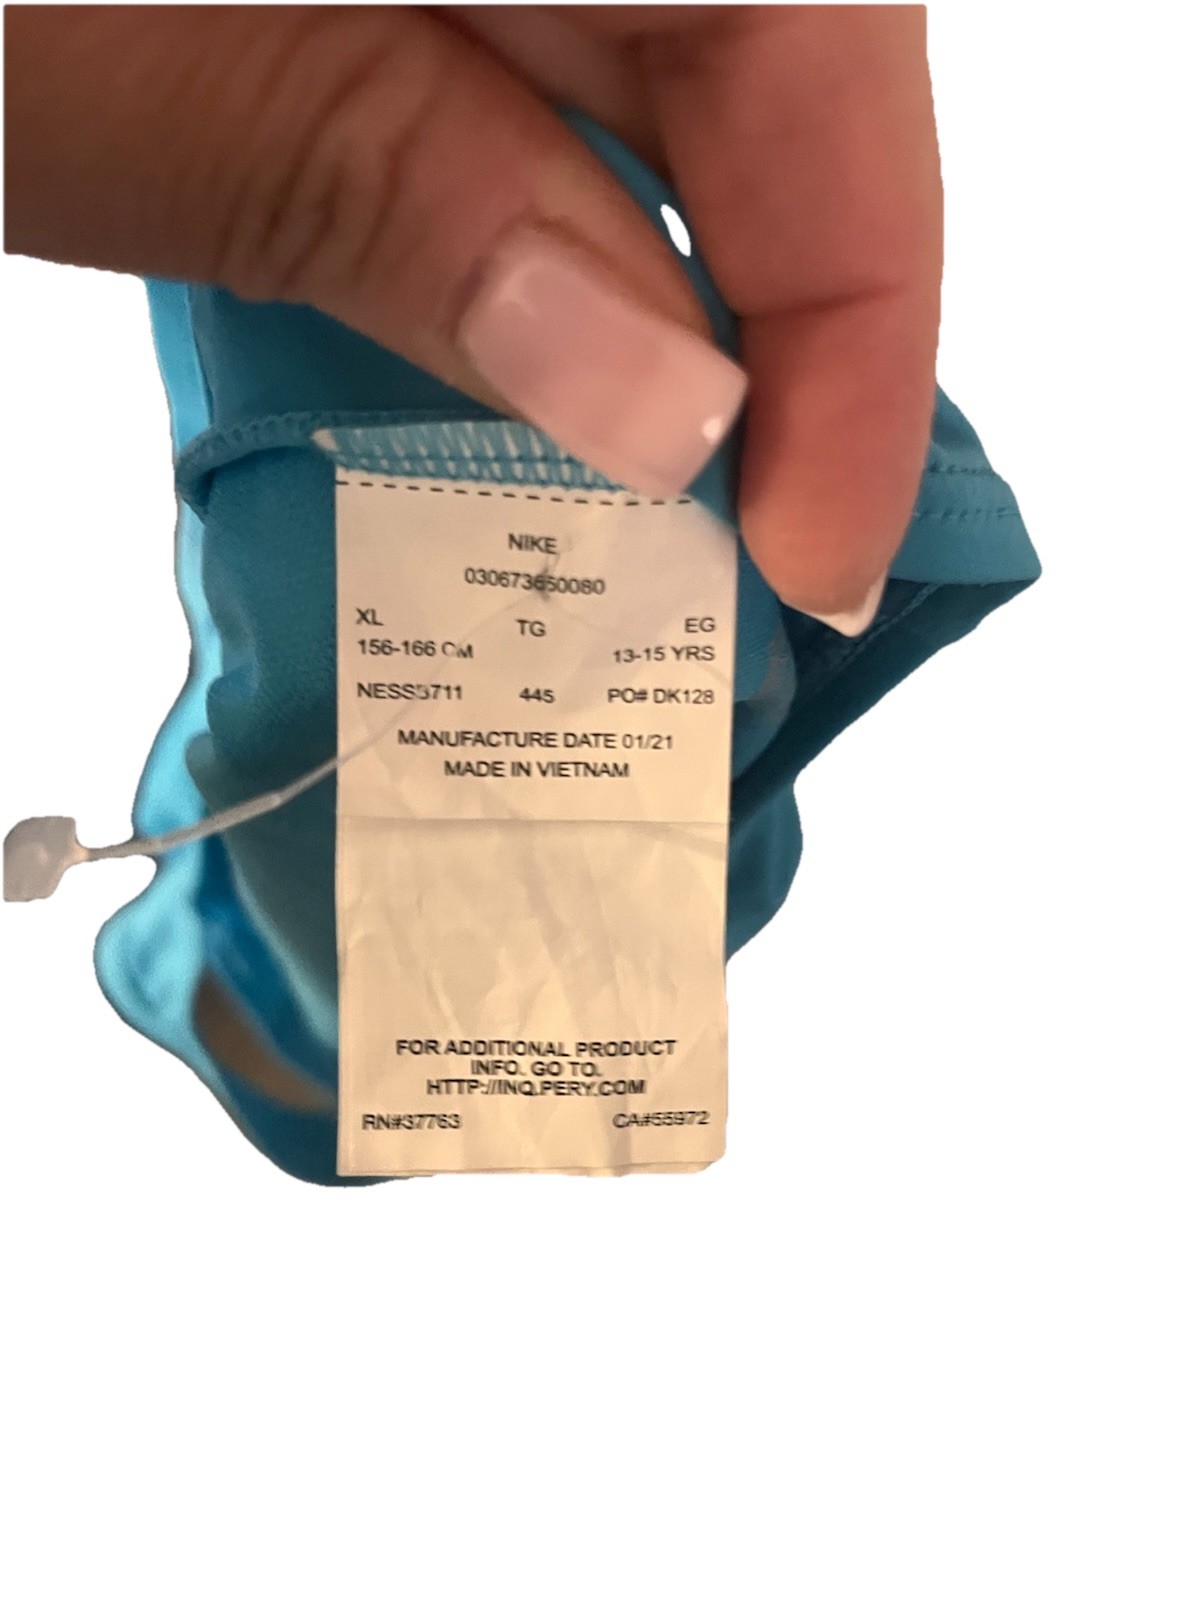 NIKE
030673650080
XL TG EG
156-166 CM 13-15 YRS
NESSB711 445 PO# DK128
MANUFACTURE DATE 01/21
MADE IN VIETNAM
FOR ADDITIONAL PRODUCT
INFO. GO TO.
HTTP://INQ.PERY.COM
RN#37763 CA#55972